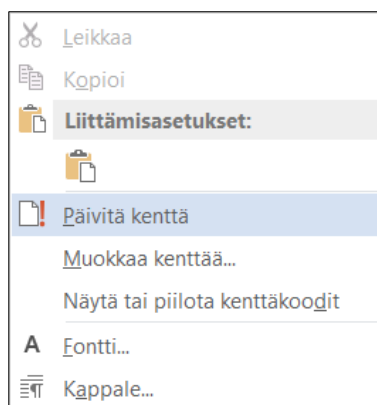 Leikkaa
Kopioi
Liittämisasetukset:
Päivitä kenttä
Muokkaa kenttää...
Näytä tai piilota kenttäkoodit
Fontti...
Kappale...